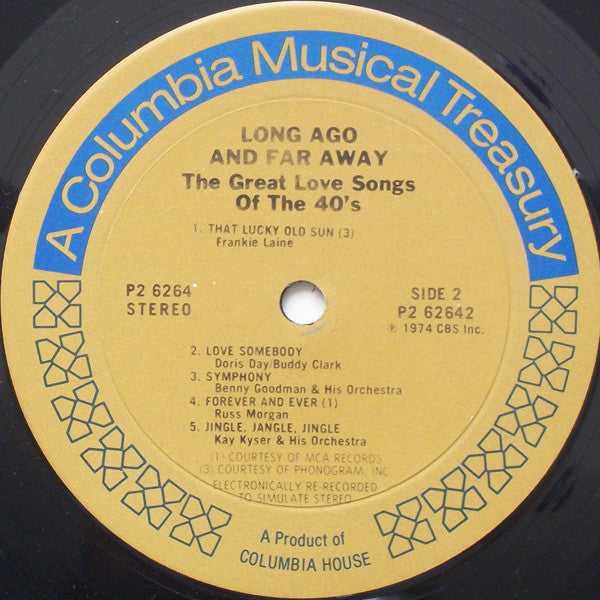 A Columbia Musical Treasury
LONG AGO
AND FAR AWAY
The Great Love Songs
Of The 40's
1. THAT LUCKY OLD SUN (3)
Frankie Laine
P2 6264
STEREO
SIDE 2
P2 62642
℗ 1974 CBS Inc.
2. LOVE SOMEBODY
Doris Day/Buddy Clark
3. SYMPHONY
Benny Goodman & His Orchestra
4. FOREVER AND EVER (1)
Russ Morgan
5. JINGLE, JANGLE, JINGLE
Kay Kyser & His Orchestra
(1) COURTESY OF MCA RECORDS
(3) COURTESY OF PHONOGRAM, INC
ELECTRONICALLY RE-RECORDED
TO SIMULATE STEREO
A Product of
COLUMBIA HOUSE